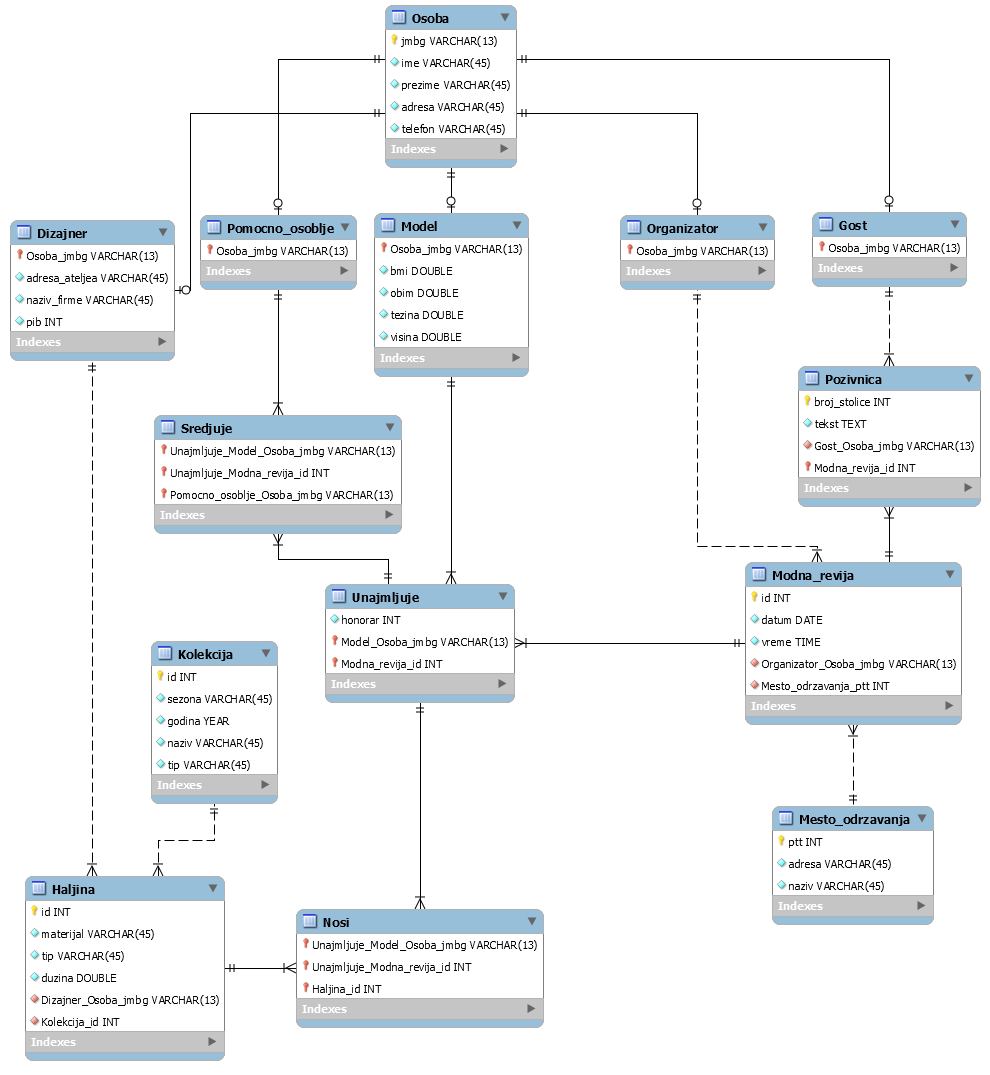 Osoba
jmbg VARCHAR(13)
ime VARCHAR(45)
prezime VARCHAR(45)
adresa VARCHAR(45)
telefon VARCHAR(45)
Indexes
Dizajner
Osoba_jmbg VARCHAR(13)
adresa_ateljea VARCHAR(45)
naziv_firme VARCHAR(45)
pib INT
Indexes
Pomocno_osoblje
Osoba_jmbg VARCHAR(13)
Indexes
Model
Osoba_jmbg VARCHAR(13)
bmi DOUBLE
obim DOUBLE
tezina DOUBLE
visina DOUBLE
Indexes
Organizator
Osoba_jmbg VARCHAR(13)
Indexes
Gost
Osoba_jmbg VARCHAR(13)
Indexes
Pozivnica
broj_stolice INT
tekst TEXT
Gost_Osoba_jmbg VARCHAR(13)
Modna_revija_id INT
Indexes
Sredjuje
Unajmljuje_Model_Osoba_jmbg VARCHAR(13)
Unajmljuje_Modna_revija_id INT
Pomocno_osoblje_Osoba_jmbg VARCHAR(13)
Indexes
Unajmljuje
honorar INT
Model_Osoba_jmbg VARCHAR(13)
Modna_revija_id INT
Indexes
Modna_revija
id INT
datum DATE
vreme TIME
Organizator_Osoba_jmbg VARCHAR(13)
Mesto_odrzavanja_ptt INT
Indexes
Kolekcija
id INT
sezona VARCHAR(45)
godina YEAR
naziv VARCHAR(45)
tip VARCHAR(45)
Indexes
Mesto_odrzavanja
ptt INT
adresa VARCHAR(45)
naziv VARCHAR(45)
Indexes
Haljina
id INT
materijal VARCHAR(45)
tip VARCHAR(45)
duzina DOUBLE
Dizajner_Osoba_jmbg VARCHAR(13)
Kolekcija_id INT
Indexes
Nosi
Unajmljuje_Model_Osoba_jmbg VARCHAR(13)
Unajmljuje_Modna_revija_id INT
Haljina_id INT
Indexes